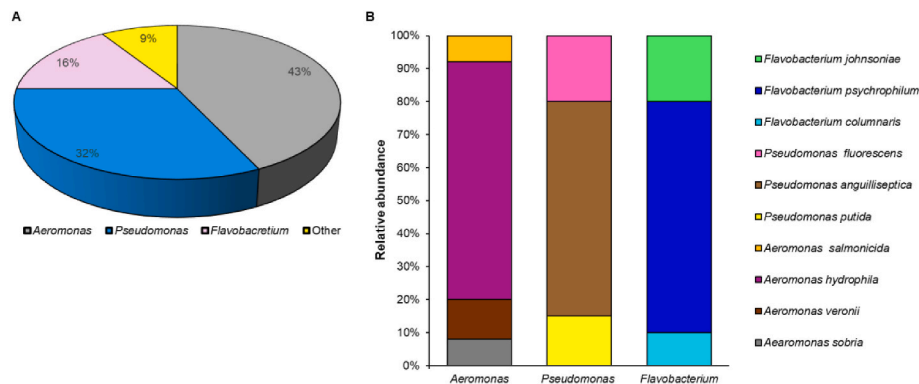 A
9%
16%
43%
32%
Aeromonas Pseudomonas Flavobacretium Other
B
Relative abundance
100%
90%
80%
70%
60%
50%
40%
30%
20%
10%
0%
Aeromonas Pseudomonas Flavobacterium
Flavobacterium johnsoniae
Flavobacterium psychrophilum
Flavobacterium columnaris
Pseudomonas fluorescens
Pseudomonas anguilliseptica
Pseudomonas putida
Aeromonas salmonicida
Aeromonas hydrophila
Aeromonas veronii
Aearomonas sobria